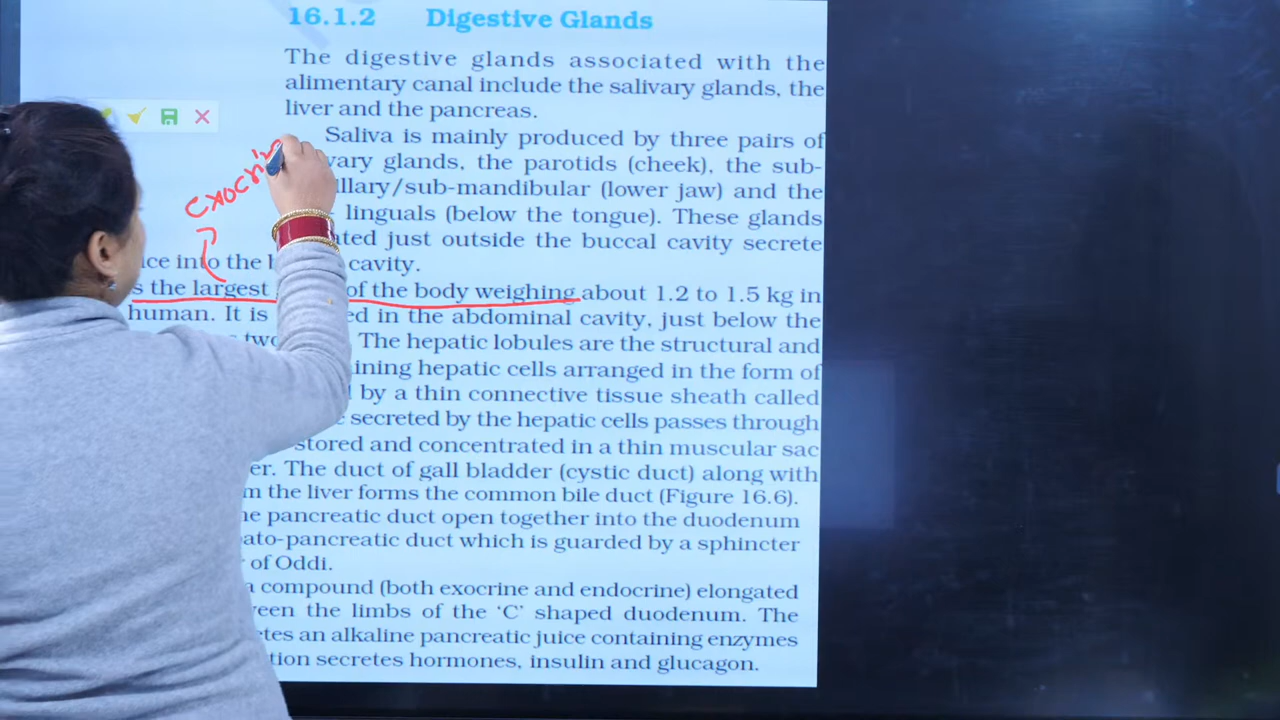 16.1.2 Digestive Glands
The digestive glands associated with the
alimentary canal include the salivary glands, the
liver and the pancreas.
Saliva is mainly produced by three pairs of
vary glands, the parotids (cheek), the sub-
llary/sub-mandibular (lower jaw) and the
exocrin
linguals (below the tongue). These glands
ated just outside the buccal cavity secrete
ice into the b cavity.
s the largest of the body weighing about 1.2 to 1.5 kg in
human. It is ed in the abdominal cavity, just below the
two The hepatic lobules are the structural and
ining hepatic cells arranged in the form of
by a thin connective tissue sheath called
secreted by the hepatic cells passes through
stored and concentrated in a thin muscular sac
er. The duct of gall bladder (cystic duct) along with
m the liver forms the common bile duct (Figure 16.6).
he pancreatic duct open together into the duodenum
ato-pancreatic duct which is guarded by a sphincter
of Oddi.
a compound (both exocrine and endocrine) elongated
veen the limbs of the ‘C’ shaped duodenum. The
etes an alkaline pancreatic juice containing enzymes
tion secretes hormones, insulin and glucagon.